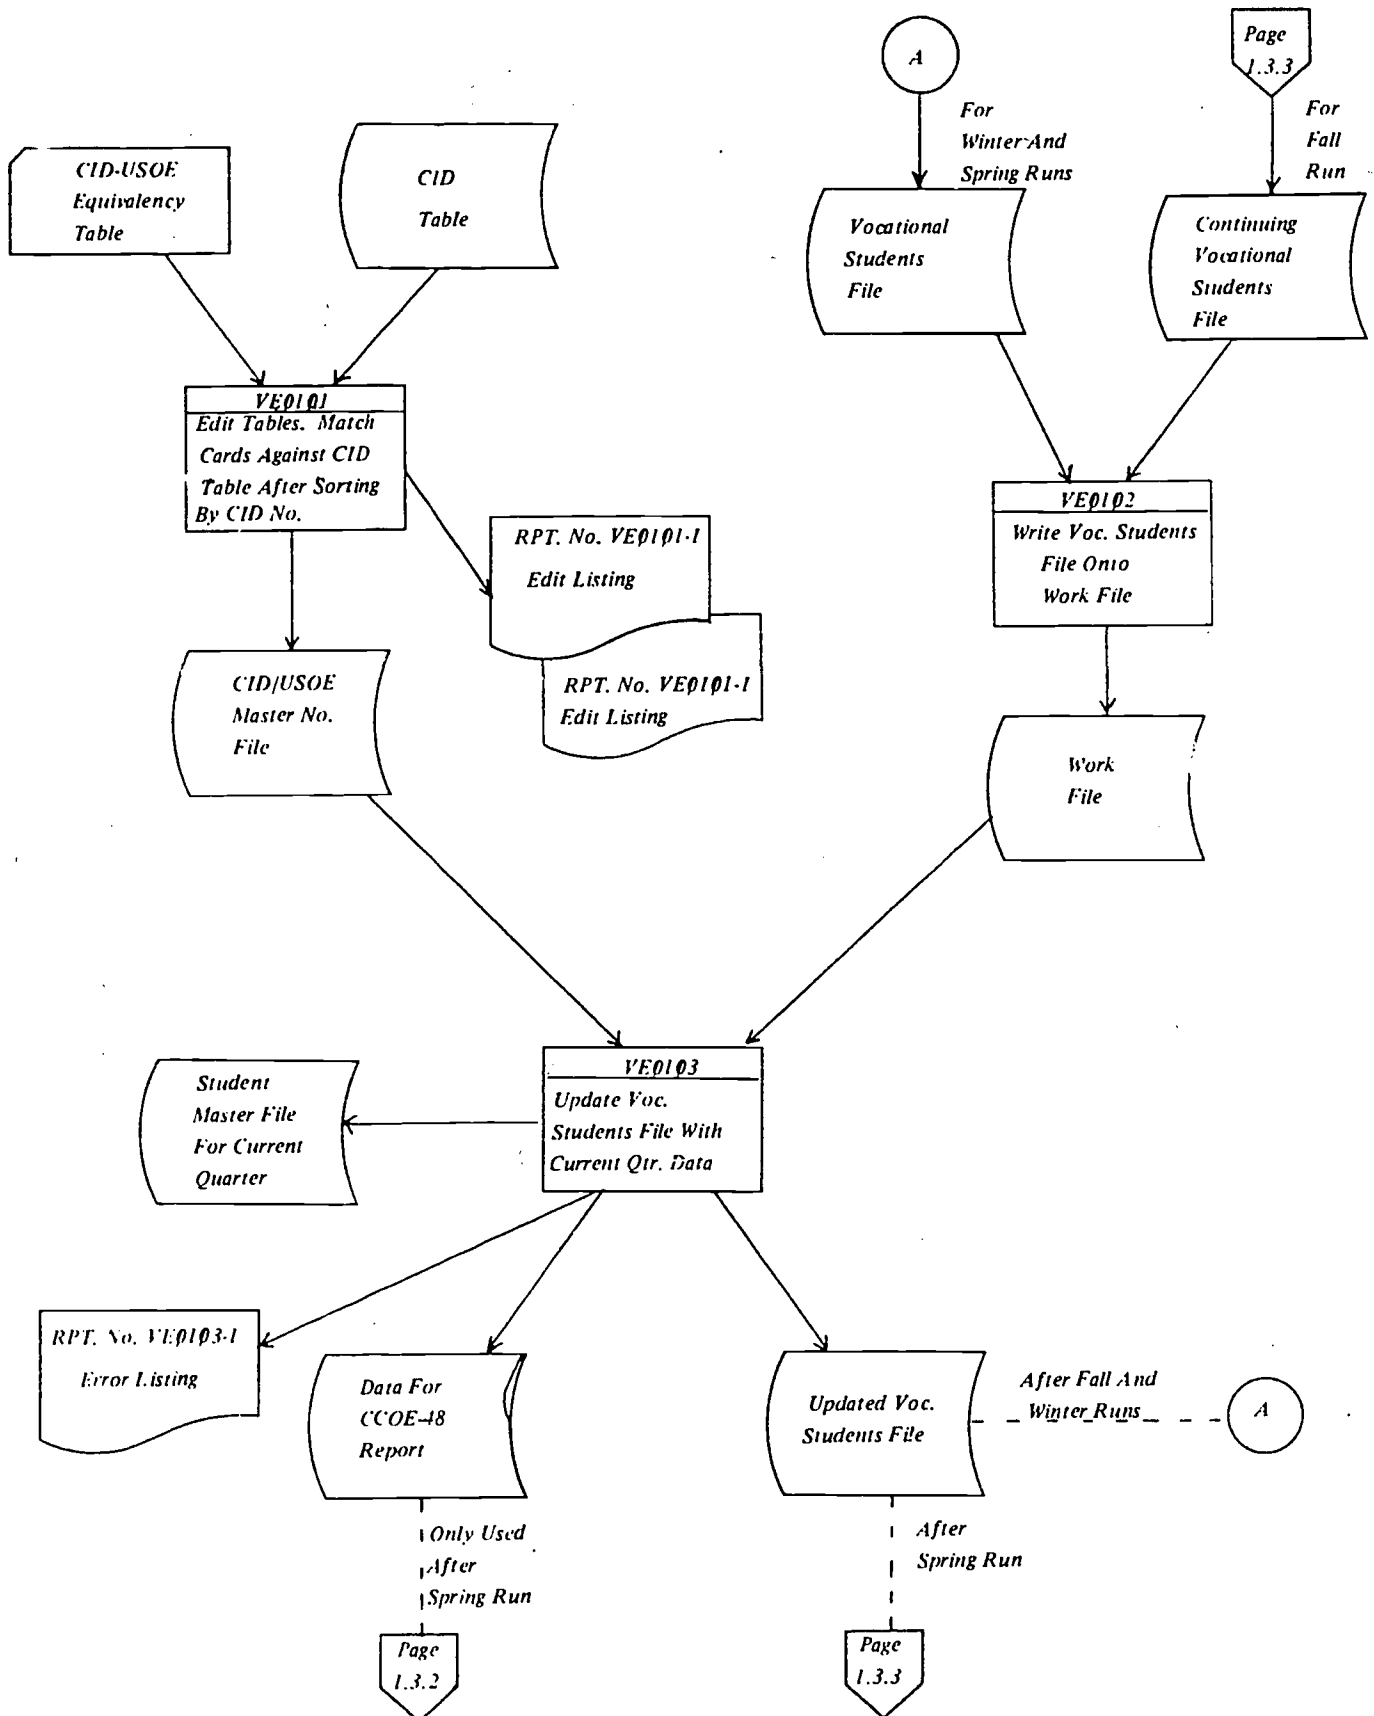 A
Page
1.3.3
For
Winter And
Spring Runs
For
Fall
Run
CID-USOE
Equivalency
Table
CID
Table
Vocational
Students
File
Continuing
Vocational
Students
File
VE0101
Edit Tables. Match
Cards Against CID
Table After Sorting
By CID No.
VE0102
Write Voc. Students
File Onto
Work File
RPT. No. VE0101-1
Edit Listing
RPT. No. VE0101-1
Edit Listing
CID/USOE
Master No.
File
Work
File
VE0103
Update Voc.
Students File With
Current Qtr. Data
Student
Master File
For Current
Quarter
RPT. No. VE0103-1
Error Listing
Data For
CCOE-48
Report
Updated Voc.
Students File
After Fall And
Winter Runs
A
Only Used
After
Spring Run
After
Spring Run
Page
1.3.2
Page
1.3.3